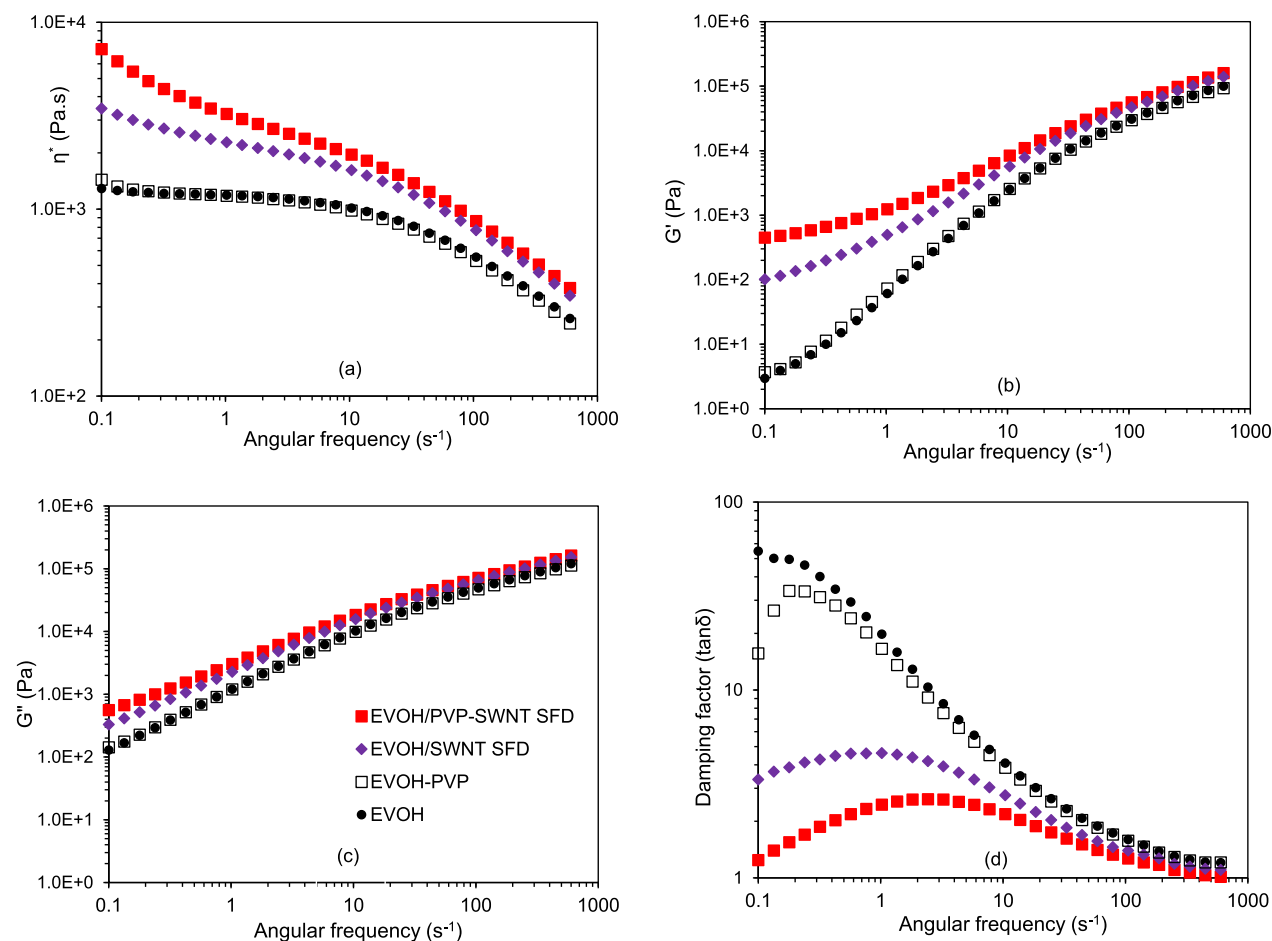 1.0E+4
1.0E+3
1.0E+2
η* (Pa.s)
(a)
0.1 1 10 100 1000
Angular frequency (s⁻¹)
1.0E+6
1.0E+5
1.0E+4
1.0E+3
1.0E+2
1.0E+1
1.0E+0
G' (Pa)
(b)
0.1 1 10 100 1000
Angular frequency (s⁻¹)
1.0E+6
1.0E+5
1.0E+4
1.0E+3
1.0E+2
1.0E+1
1.0E+0
G'' (Pa)
EVOH/PVP-SWNT SFD
EVOH/SWNT SFD
EVOH-PVP
EVOH
(c)
0.1 1 10 100 1000
Angular frequency (s⁻¹)
100
10
1
Damping factor (tanδ)
(d)
0.1 1 10 100 1000
Angular frequency (s⁻¹)